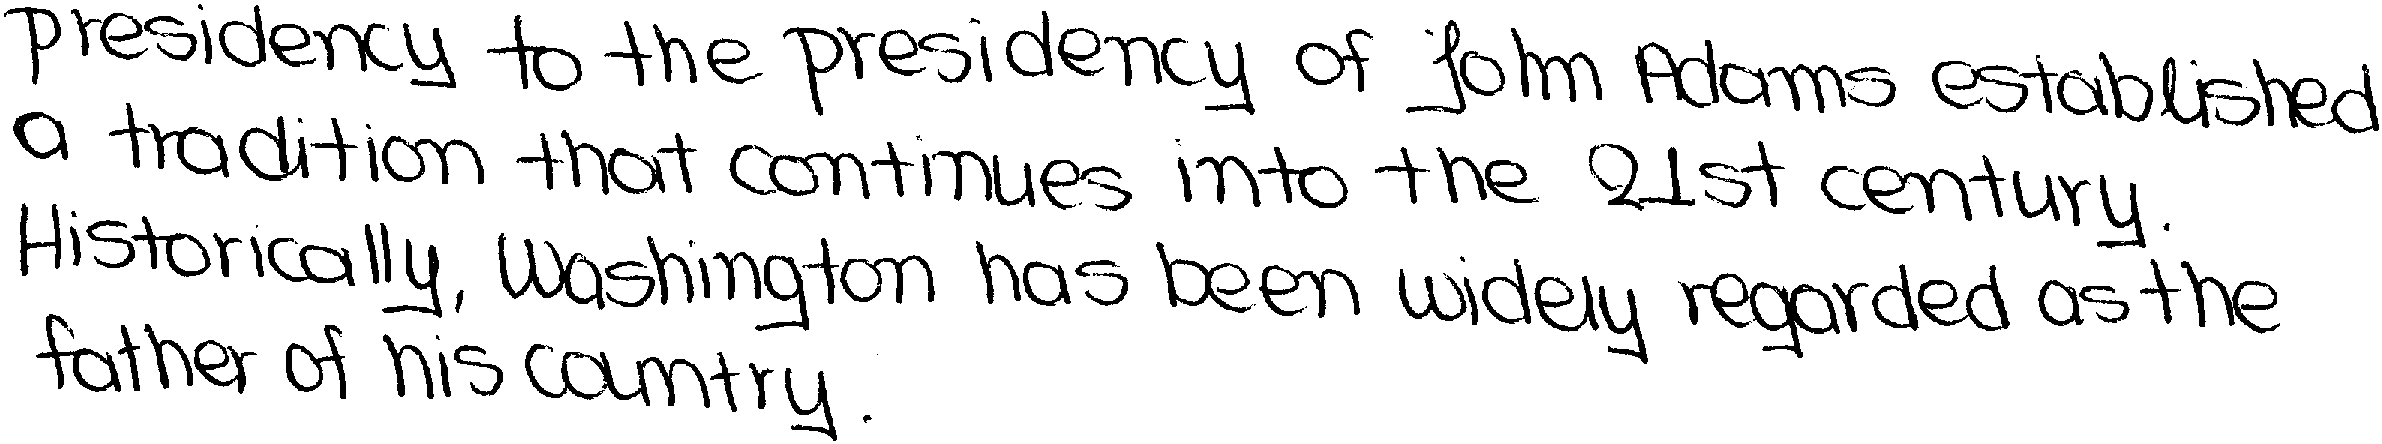 presidency to the presidency of John Adams established
a tradition that continues into the 21st century.
Historically, Washington has been widely regarded as the
father of his country.